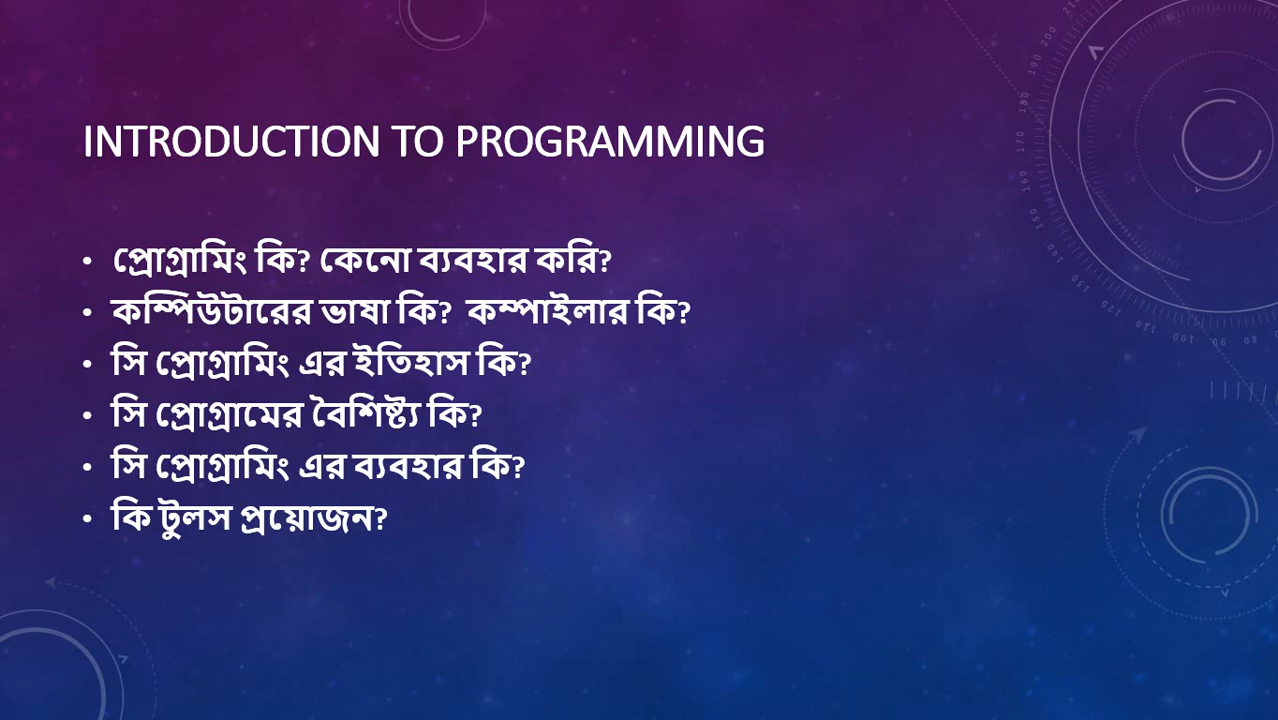 INTRODUCTION TO PROGRAMMING
• প্রোগ্রামিং কি? কেনো ব্যবহার করি?
• কম্পিউটারের ভাষা কি? কম্পাইলার কি?
• সি প্রোগ্রামিং এর ইতিহাস কি?
• সি প্রোগ্রামের বৈশিষ্ট্য কি?
• সি প্রোগ্রামিং এর ব্যবহার কি?
• কি টুলস প্রয়োজন?